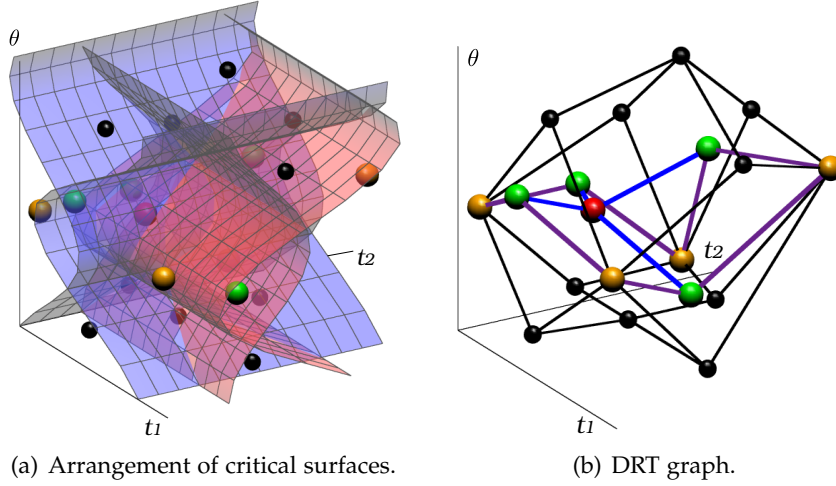 θ
t2
t1
(a) Arrangement of critical surfaces.
θ
t2
t1
(b) DRT graph.